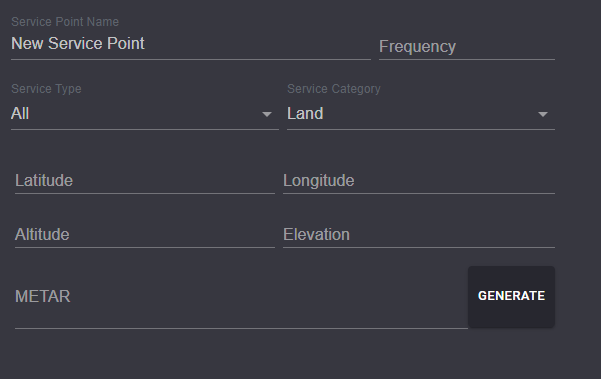 Service Point Name
New Service Point
Frequency
Service Type
Service Category
All
Land
Latitude
Longitude
Altitude
Elevation
METAR
GENERATE